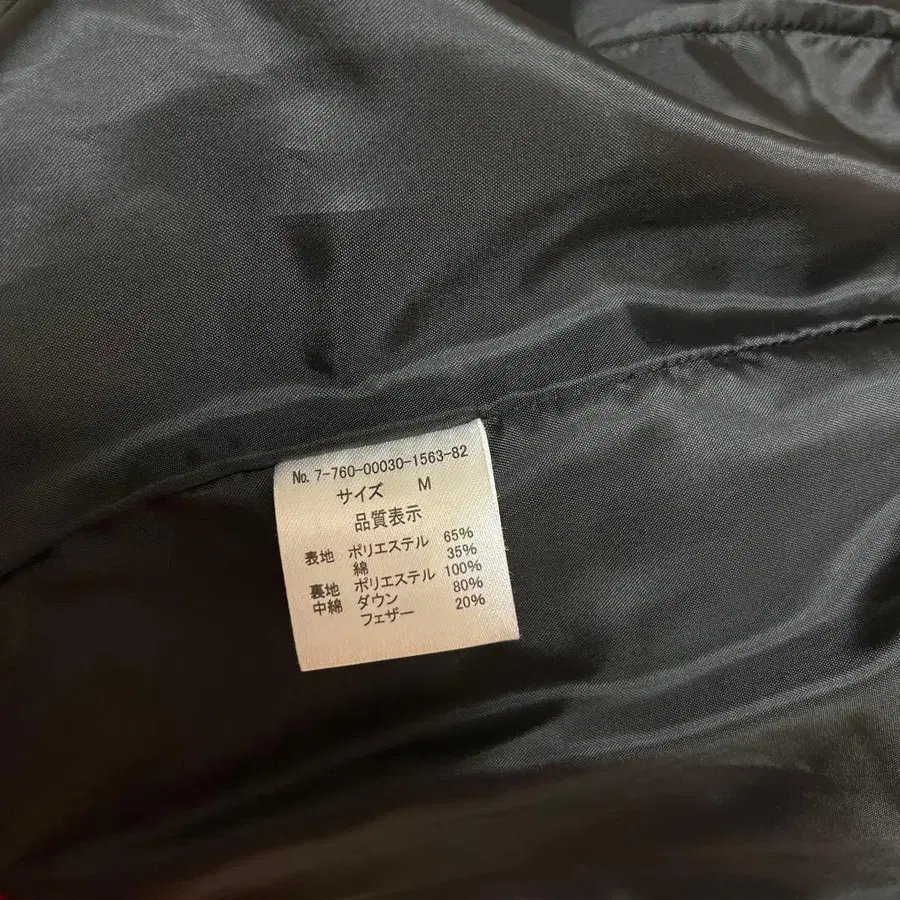 No. 7-760-00030-1563-82
サイズ M
品質表示
表地 ポリエステル 65%
綿 35%
裏地 ポリエステル 100%
中綿 ダウン 80%
フェザー 20%